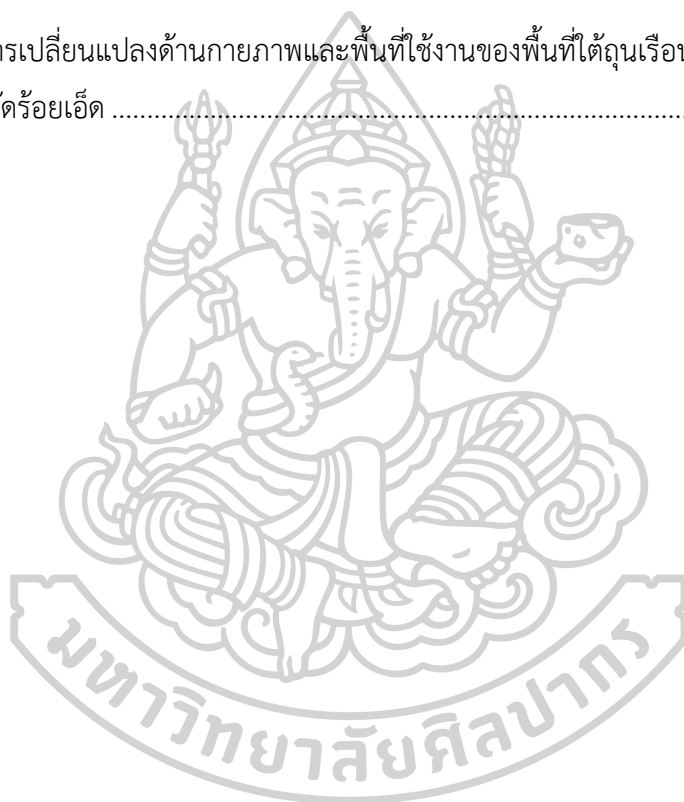 ารเปลี่ยนแปลงด้านกายภาพและพื้นที่ใช้งานของพื้นที่ใต้ถุนเรือน
ัดร้อยเอ็ด ........................................................................................
มหาวิทยาลัยศิลปากร